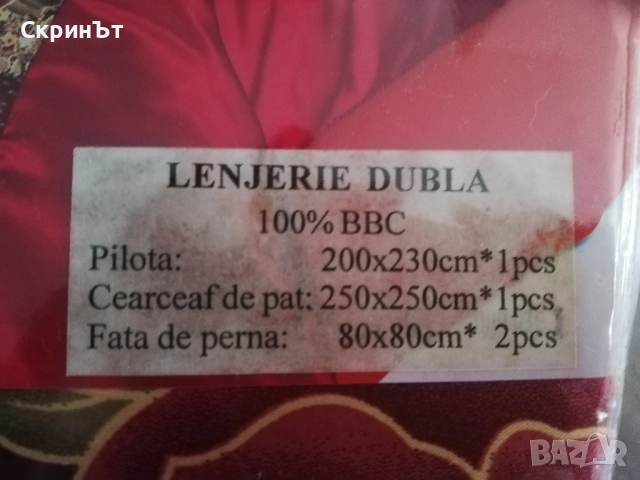 СкринЪт
LENJERIE DUBLA
100% BBC
Pilota: 200x230cm*1pcs
Cearceaf de pat: 250x250cm*1pcs
Fata de perna: 80x80cm* 2pcs
BAZAR